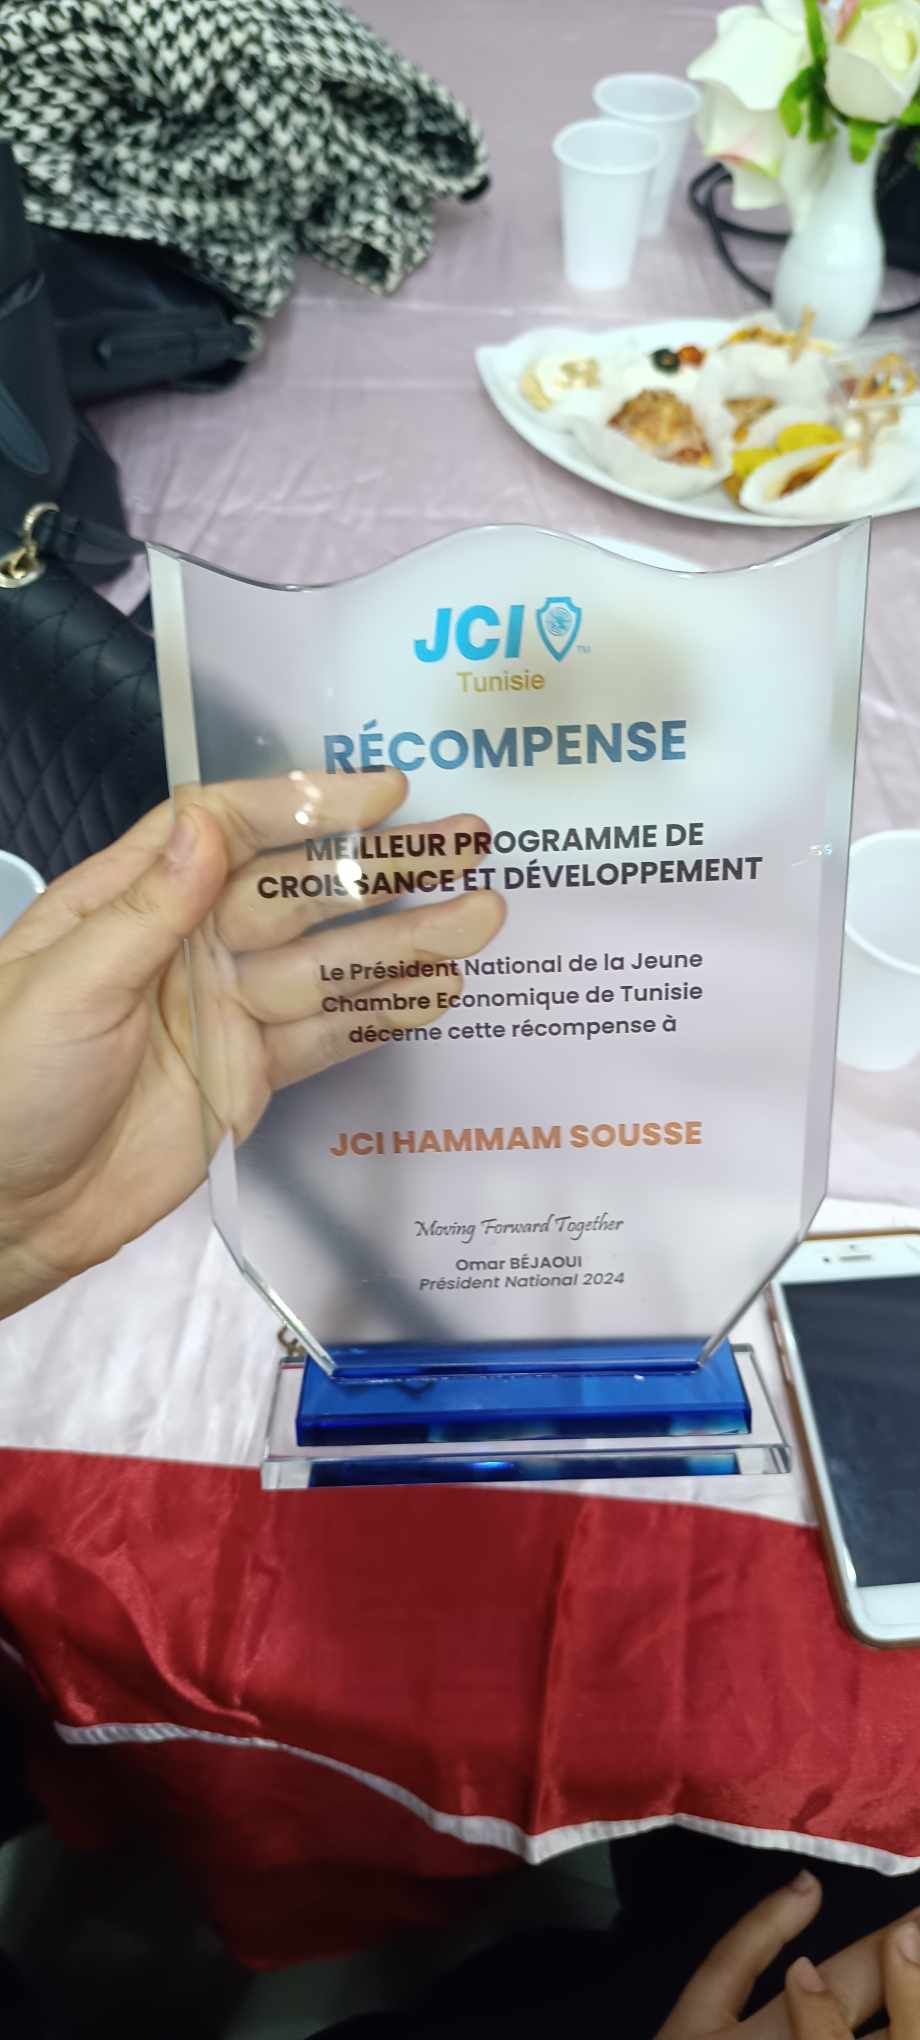 JCI
Tunisie
RÉCOMPENSE
MEILLEUR PROGRAMME DE
CROISSANCE ET DÉVELOPPEMENT
Le Président National de la Jeune
Chambre Economique de Tunisie
décerne cette récompense à
JCI HAMMAM SOUSSE
Moving Forward Together
Omar BÉJAOUI
Président National 2024